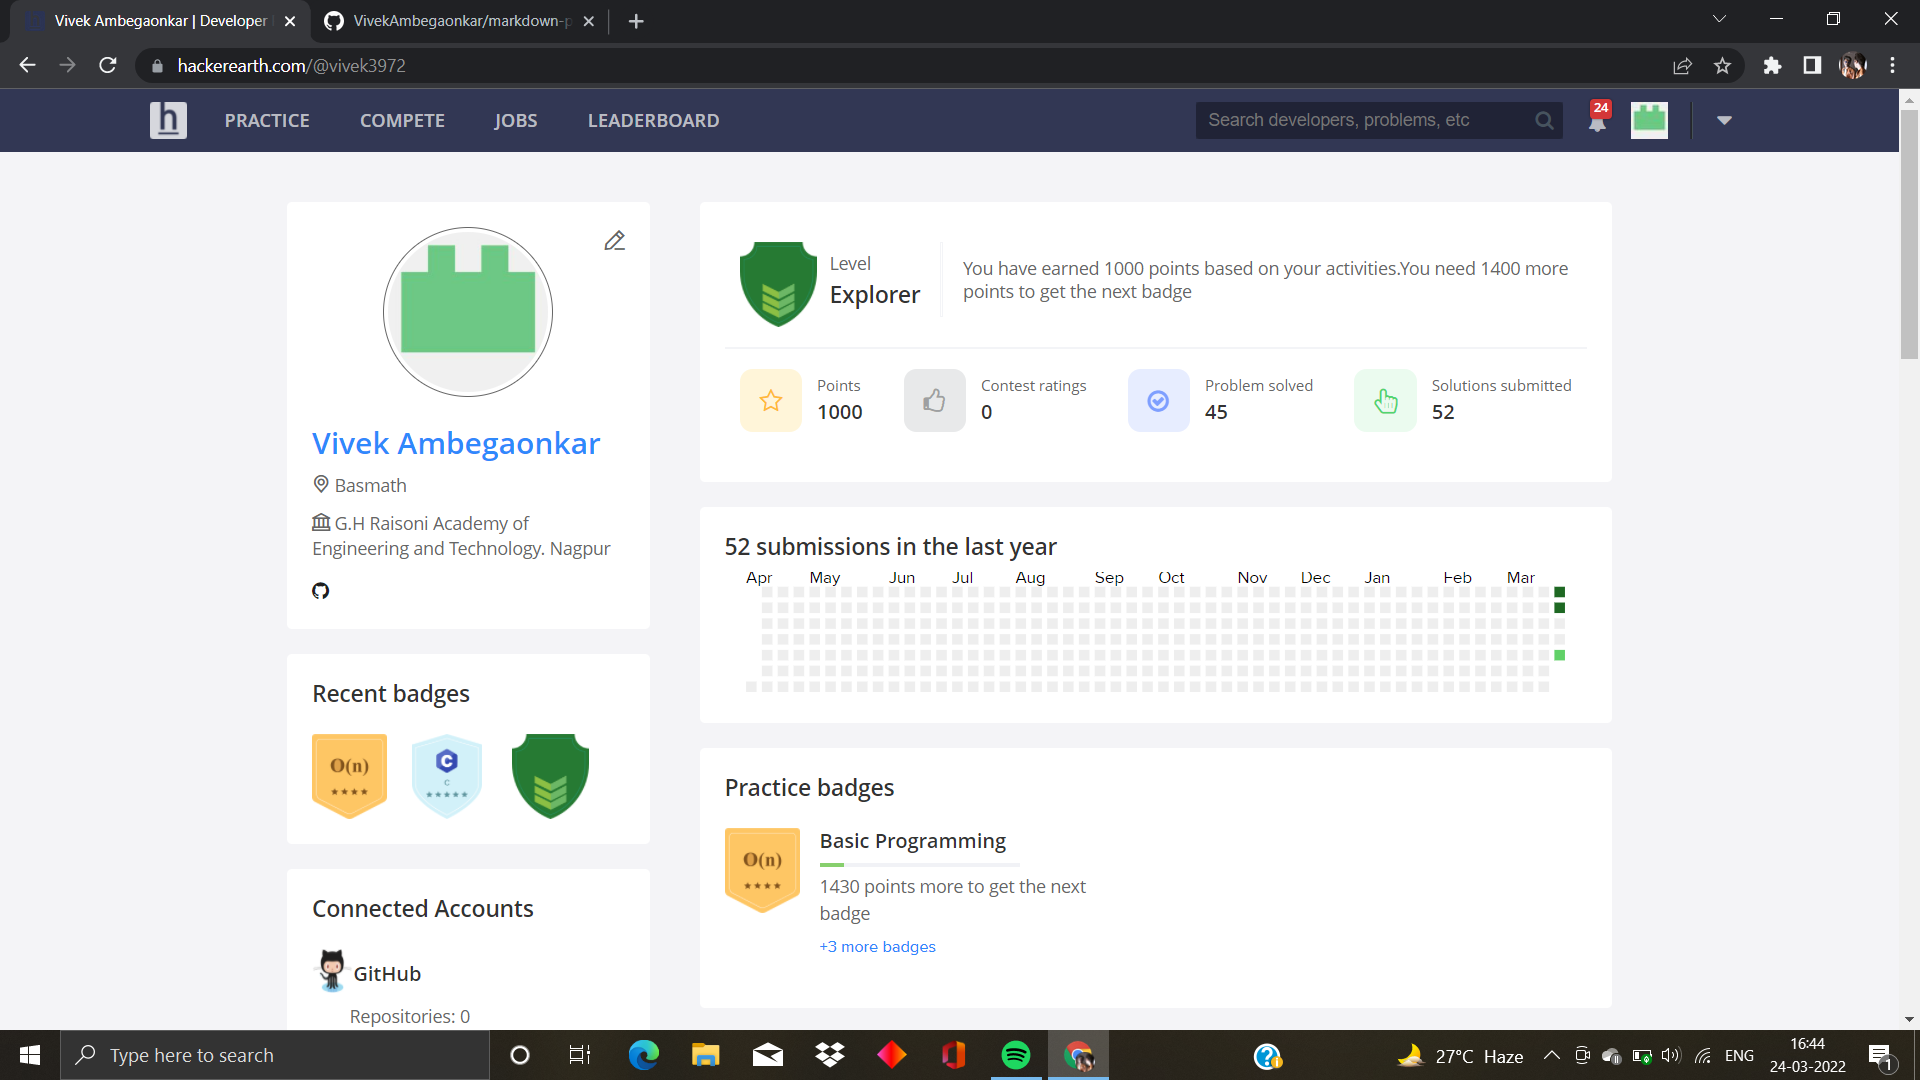 Vivek Ambegaonkar | Developer
VivekAmbegaonkar/markdown-p
hackerearth.com/@vivek3972
h PRACTICE COMPETE JOBS LEADERBOARD
Search developers, problems, etc
24
Vivek Ambegaonkar
Basmath
G.H Raisoni Academy of
Engineering and Technology. Nagpur
Level
Explorer
You have earned 1000 points based on your activities.You need 1400 more
points to get the next badge
Points
1000
Contest ratings
0
Problem solved
45
Solutions submitted
52
52 submissions in the last year
Apr May Jun Jul Aug Sep Oct Nov Dec Jan Feb Mar
Recent badges
O(n)
C
C
Practice badges
O(n)
Basic Programming
1430 points more to get the next
badge
+3 more badges
Connected Accounts
GitHub
Repositories: 0
Type here to search
27°C Haze
ENG
16:44
24-03-2022
1